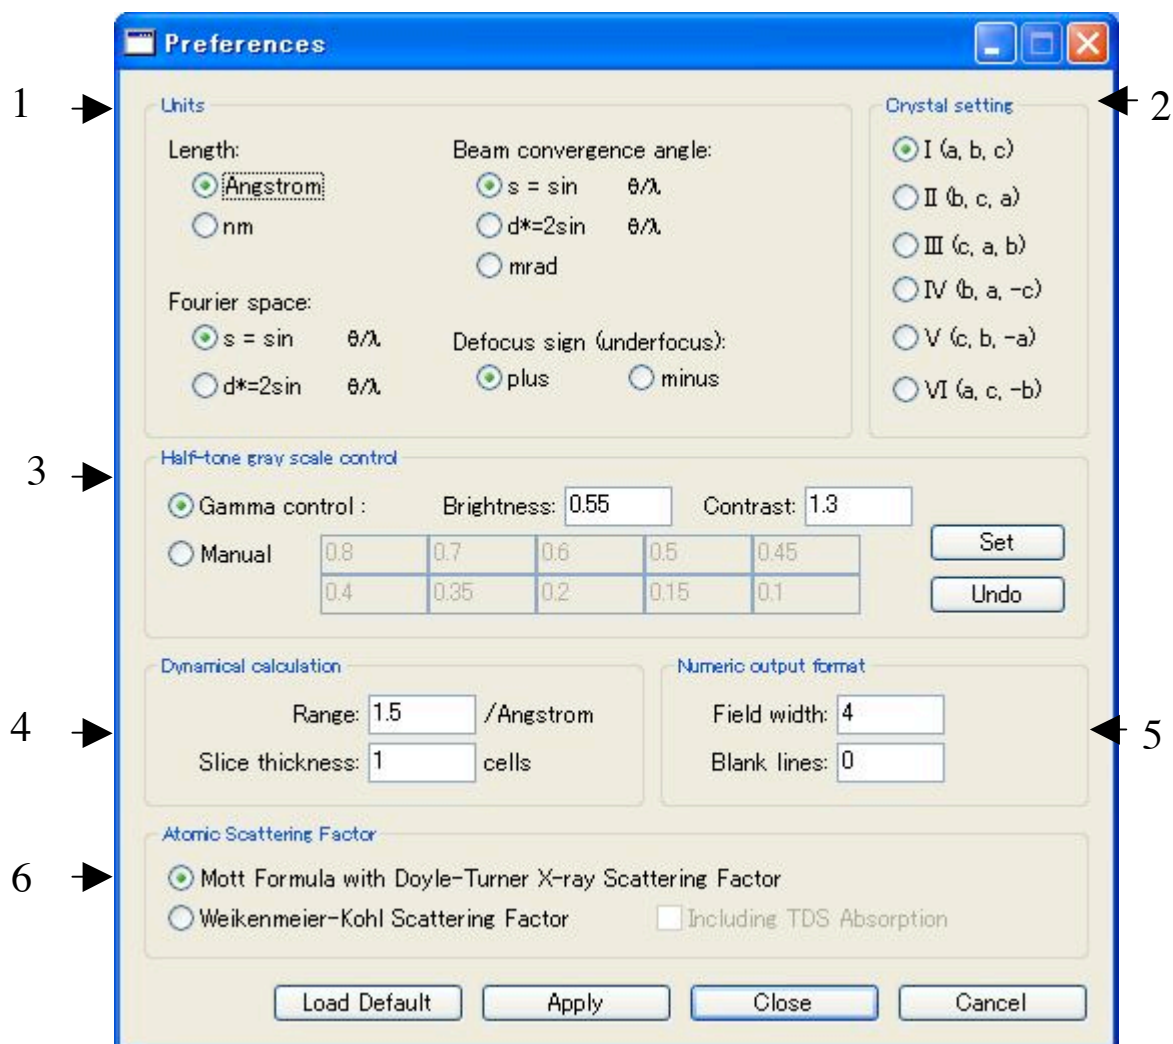 Preferences
1
Units
Length:
Angstrom
nm
Fourier space:
s = sin θ/λ
d*=2sin θ/λ
Beam convergence angle:
s = sin θ/λ
d*=2sin θ/λ
mrad
Defocus sign (underfocus):
plus minus
2
Crystal setting
I (a, b, c)
II (b, c, a)
III (c, a, b)
IV (b, a, -c)
V (c, b, -a)
VI (a, c, -b)
3
Half-tone gray scale control
Gamma control : Brightness: 0.55 Contrast: 1.3
Manual 0.8 0.7 0.6 0.5 0.45
0.4 0.35 0.2 0.15 0.1
Set
Undo
4
Dynamical calculation
Range: 1.5 /Angstrom
Slice thickness: 1 cells
5
Numeric output format
Field width: 4
Blank lines: 0
6
Atomic Scattering Factor
Mott Formula with Doyle-Turner X-ray Scattering Factor
Weikenmeier-Kohl Scattering Factor Including TDS Absorption
Load Default Apply Close Cancel